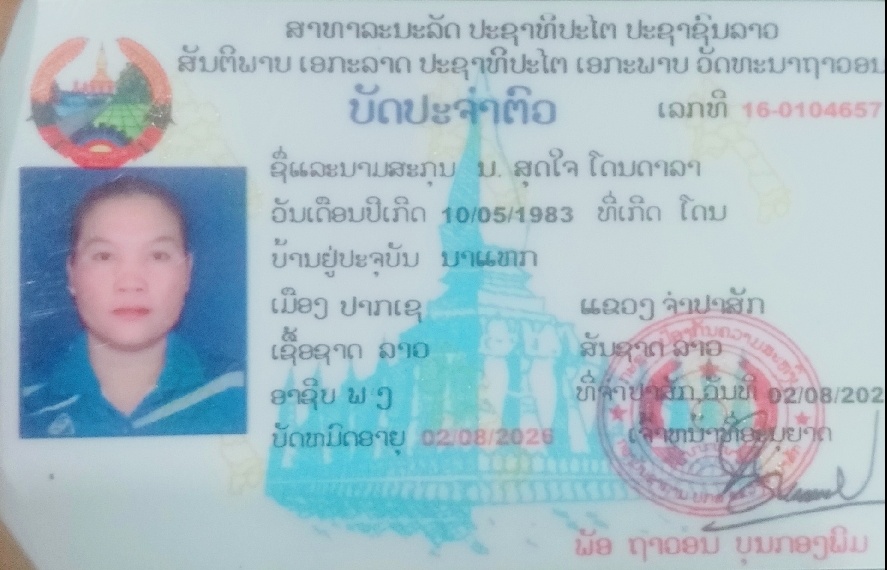 ສາທາລະນະລັດ ປະຊາທິປະໄຕ ປະຊາຊົນລາວ
ສັນຕິພາບ ເອກະລາດ ປະຊາທິປະໄຕ ເອກະພາບ ວັດທະນາຖາວອນ
ບັດປະຈຳຕົວ ເລກທີ 16-0104657
ຊື່ແລະນາມສະກຸນ ນ. ສຸດໃຈ ໂດນດາລາ
ວັນເດືອນປີເກີດ 10/05/1983 ທີ່ເກີດ ໂດນ
ບ້ານຢູ່ປະຈຸບັນ ນາແຫກ
ເມືອງ ປາກເຊ ແຂວງ ຈຳປາສັກ
ເຊື້ອຊາດ ລາວ ສັນຊາດ ລາວ
ອາຊີບ ພ ງ ທີ່ຈຳປາສັກ,ວັນທີ 02/08/202
ບັດຫມົດອາຍຸ 02/08/2026 ເຈົ້າຫນ້າທີ່ອະນຸຍາດ
ພັອ ຖາວອນ ບຸນກອງພິມ